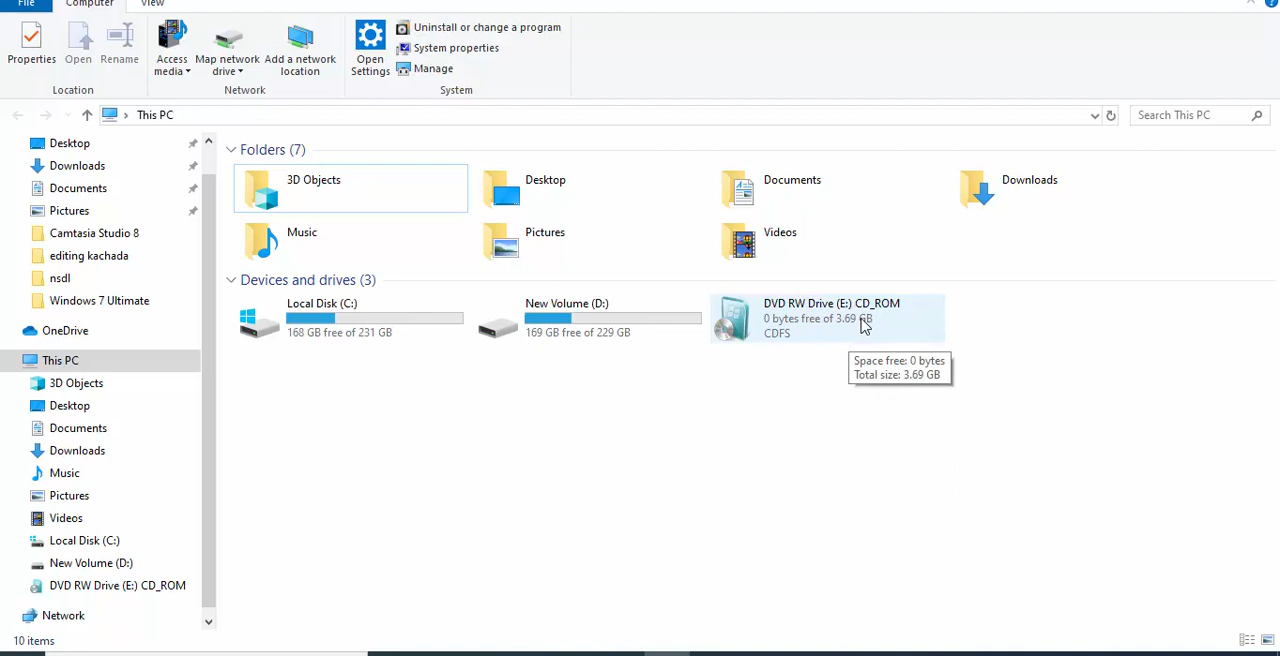 File
Computer
View
Properties
Open
Rename
Location
Access
media
Map network
drive
Add a network
location
Network
Open
Settings
Uninstall or change a program
System properties
Manage
System
This PC
Search This PC
Desktop
Downloads
Documents
Pictures
Camtasia Studio 8
editing kachada
nsdl
Windows 7 Ultimate
OneDrive
This PC
3D Objects
Desktop
Documents
Downloads
Music
Pictures
Videos
Local Disk (C:)
New Volume (D:)
DVD RW Drive (E:) CD_ROM
Network
Folders (7)
3D Objects
Desktop
Documents
Downloads
Music
Pictures
Videos
Devices and drives (3)
Local Disk (C:)
168 GB free of 231 GB
New Volume (D:)
169 GB free of 229 GB
DVD RW Drive (E:) CD_ROM
0 bytes free of 3.69 GB
CDFS
Space free: 0 bytes
Total size: 3.69 GB
10 items